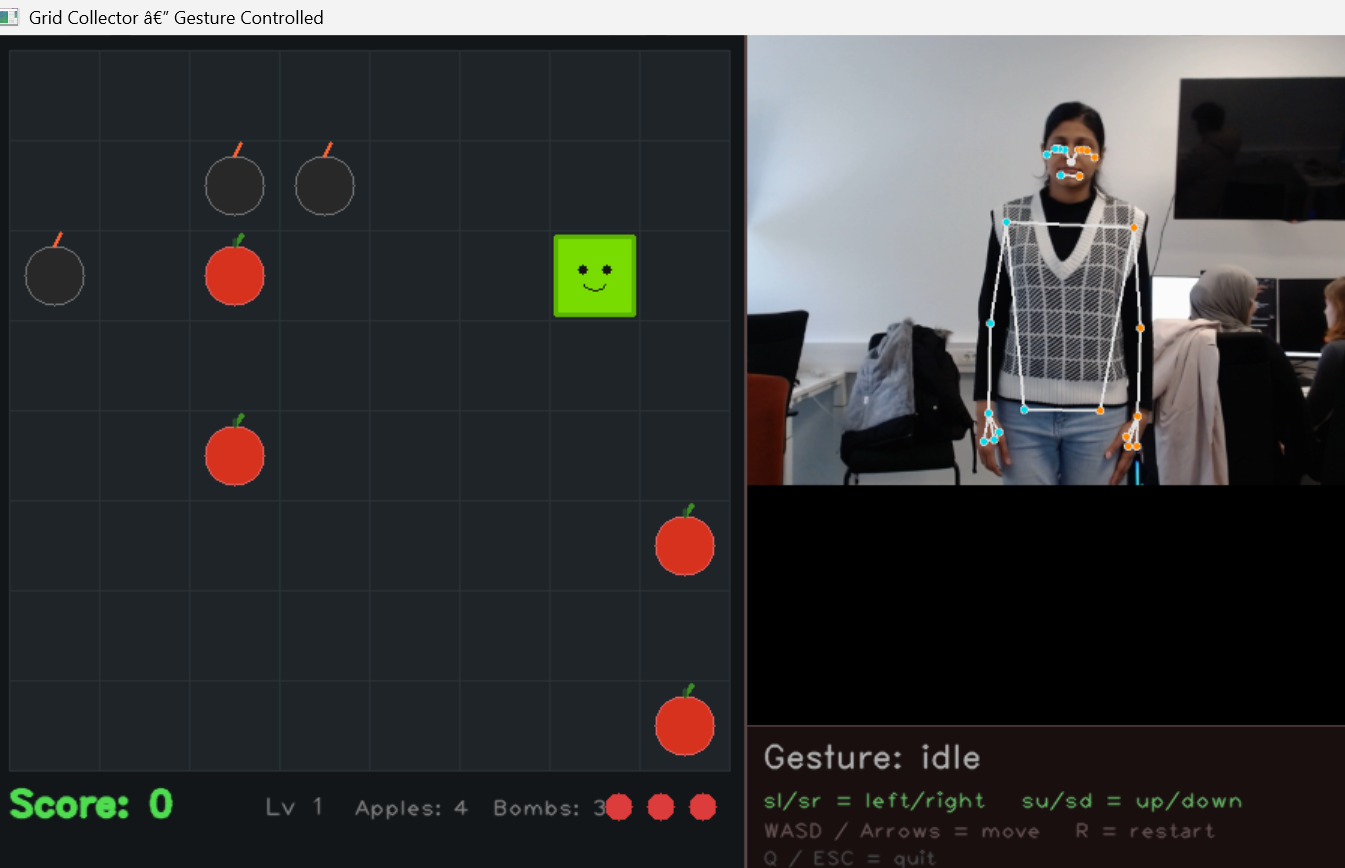 Grid Collector â€” Gesture Controlled
Score: 0 Lv 1 Apples: 4 Bombs: 3
Gesture: idle
sl/sr = left/right su/sd = up/down
WASD / Arrows = move R = restart
Q / ESC = quit